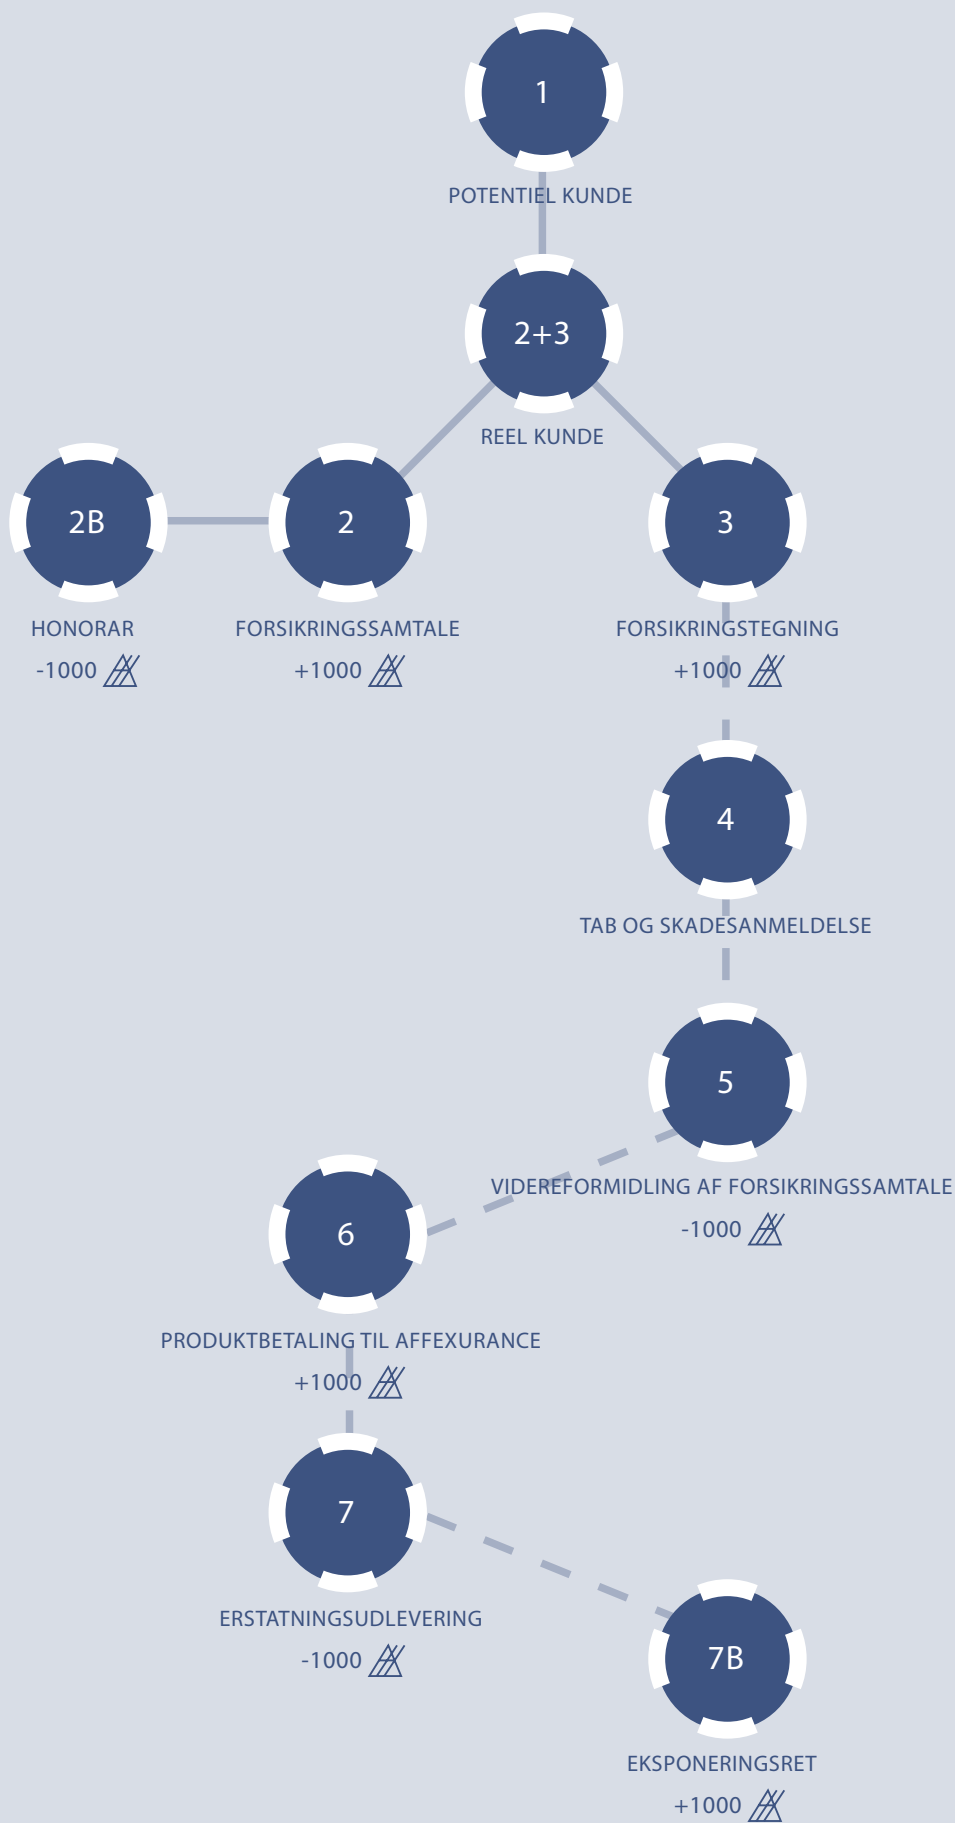 1
POTENTIEL KUNDE
2+3
REEL KUNDE
2B
2
3
HONORAR
FORSIKRINGSSAMTALE
FORSIKRINGSTEGNING
-1000
+1000
+1000
4
TAB OG SKADESANMELDELSE
5
VIDEREFORMIDLING AF FORSIKRINGSSAMTALE
-1000
6
PRODUKTBETALING TIL AFFEXURANCE
+1000
7
ERSTATNINGSUDLEVERING
-1000
7B
EKSPONERINGSRET
+1000